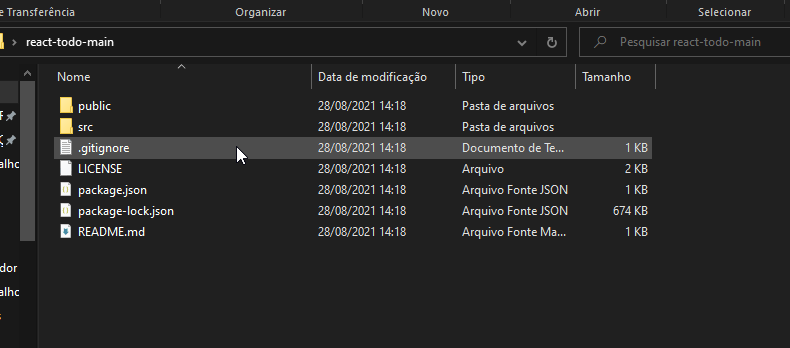 e Transferência Organizar Novo Abrir Selecionar
react-todo-main Pesquisar react-todo-main
Nome Data de modificação Tipo Tamanho
public 28/08/2021 14:18 Pasta de arquivos
src 28/08/2021 14:18 Pasta de arquivos
.gitignore 28/08/2021 14:18 Documento de Te... 1 KB
LICENSE 28/08/2021 14:18 Arquivo 2 KB
alho
package.json 28/08/2021 14:18 Arquivo Fonte JSON 1 KB
package-lock.json 28/08/2021 14:18 Arquivo Fonte JSON 674 KB
README.md 28/08/2021 14:18 Arquivo Fonte Ma... 1 KB
dor
alho